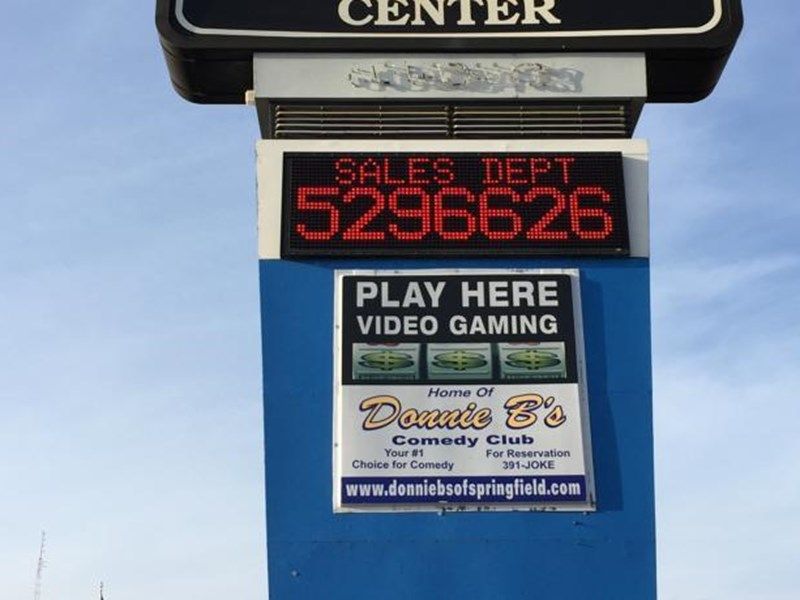 CENTER
SALES DEPT
5296626
PLAY HERE
VIDEO GAMING
Home Of
Donnie B's
Comedy Club
Your #1
Choice for Comedy
For Reservation
391-JOKE
www.donniebsofspringfield.com